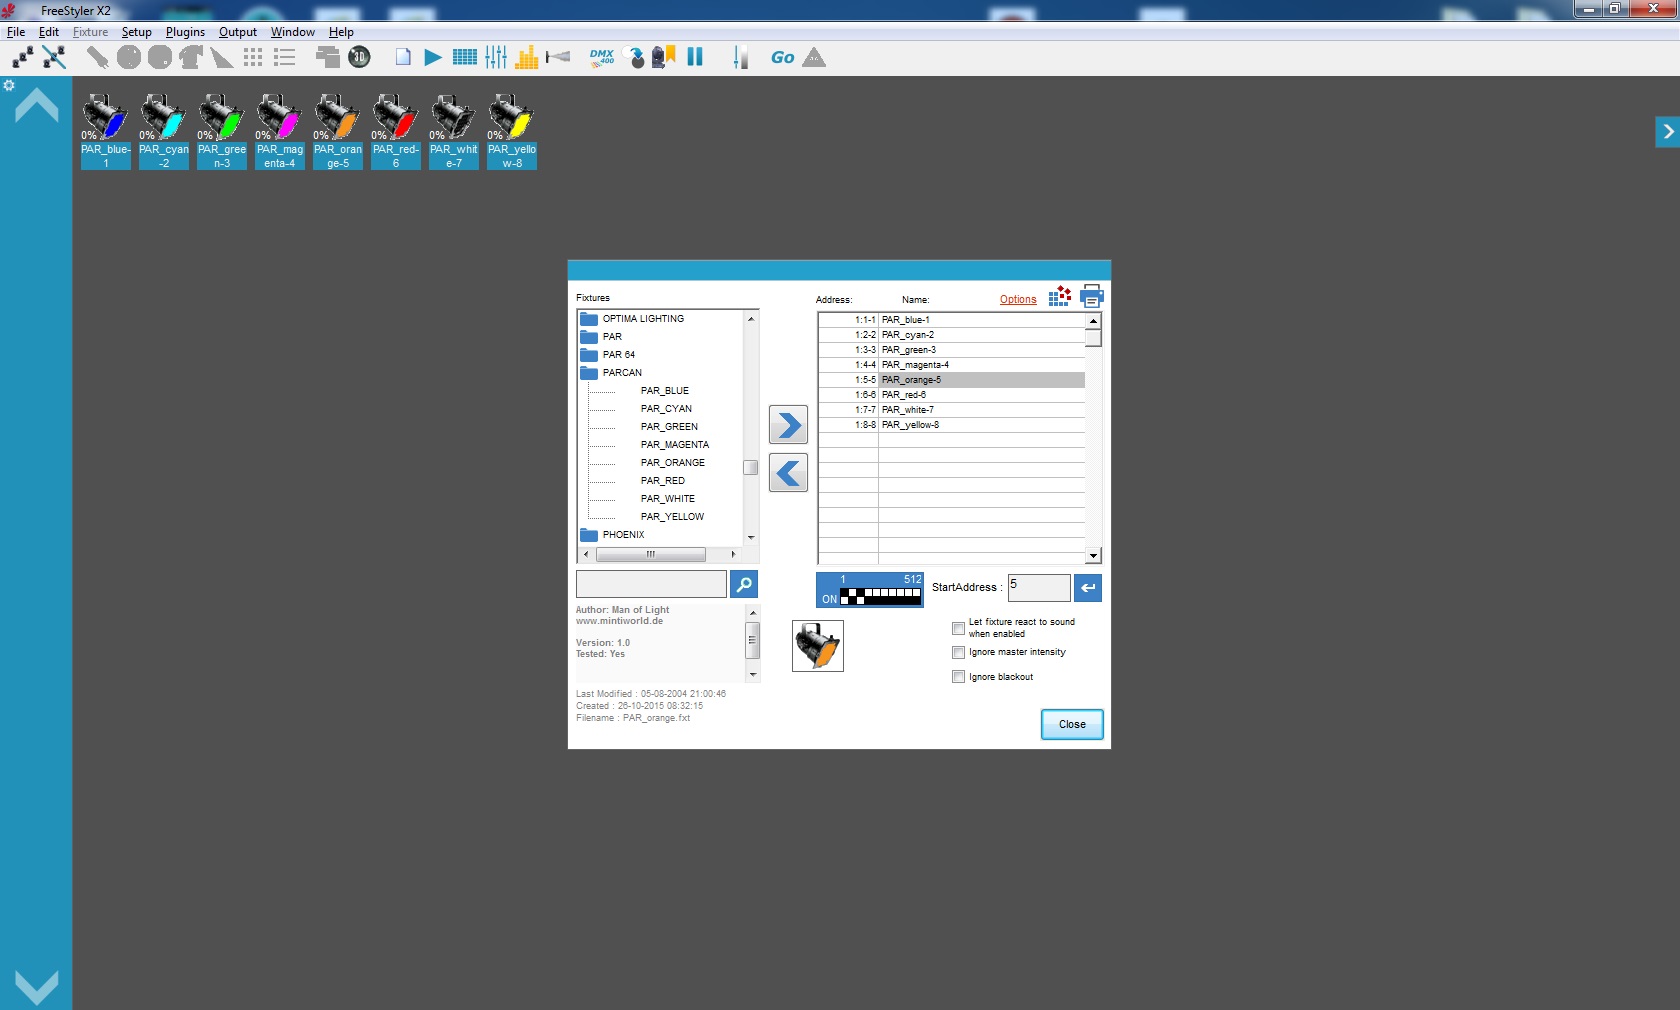 FreeStyler X2
File Edit Fixture Setup Plugins Output Window Help
3D
DMX
400
Go
0% 0% 0% 0% 0% 0% 0% 0%
PAR_blue-
1
PAR_cyan
-2
PAR_gree
n-3
PAR_mag
enta-4
PAR_oran
ge-5
PAR_red-
6
PAR_whit
e-7
PAR_yello
w-8
Fixtures
OPTIMA LIGHTING
PAR
PAR 64
PARCAN
PAR_BLUE
PAR_CYAN
PAR_GREEN
PAR_MAGENTA
PAR_ORANGE
PAR_RED
PAR_WHITE
PAR_YELLOW
PHOENIX
Author: Man of Light
www.mintiworld.de
Version: 1.0
Tested: Yes
Last Modified : 05-08-2004 21:00:46
Created : 26-10-2015 08:32:15
Filename : PAR_orange.fxt
Address: Name: Options
1:1-1 PAR_blue-1
1:2-2 PAR_cyan-2
1:3-3 PAR_green-3
1:4-4 PAR_magenta-4
1:5-5 PAR_orange-5
1:6-6 PAR_red-6
1:7-7 PAR_white-7
1:8-8 PAR_yellow-8
1 512
ON
StartAddress : 5
Let fixture react to sound
when enabled
Ignore master intensity
Ignore blackout
Close